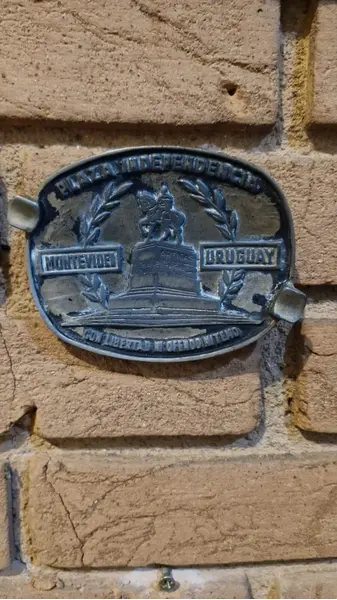 PLAZA INDEPENDENCIA
MONTEVIDEO
URUGUAY
CON LIBERTAD NI OFENDO NI TEMO